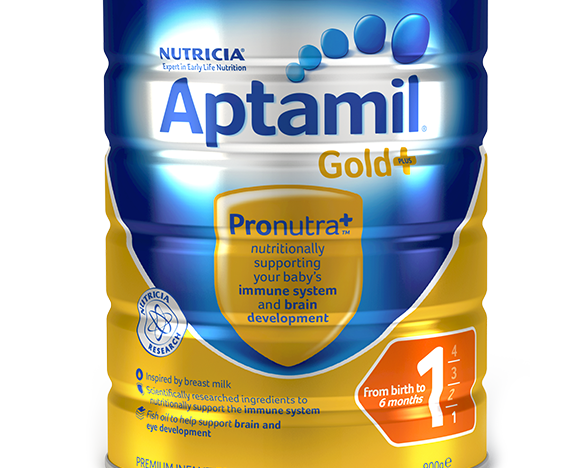 NUTRICIA®
Expert in Early Life Nutrition
Aptamil®
Gold+
PLUS
Pronutra+™
nutritionally
supporting
your baby's
immune system
and brain
development
NUTRICIA
RESEARCH
Inspired by breast milk
Scientifically researched ingredients to
nutritionally support the immune system
Fish oil to help support brain and
eye development
From birth to
6 months
1
4
3
2
1
PREMIUM
900g℮